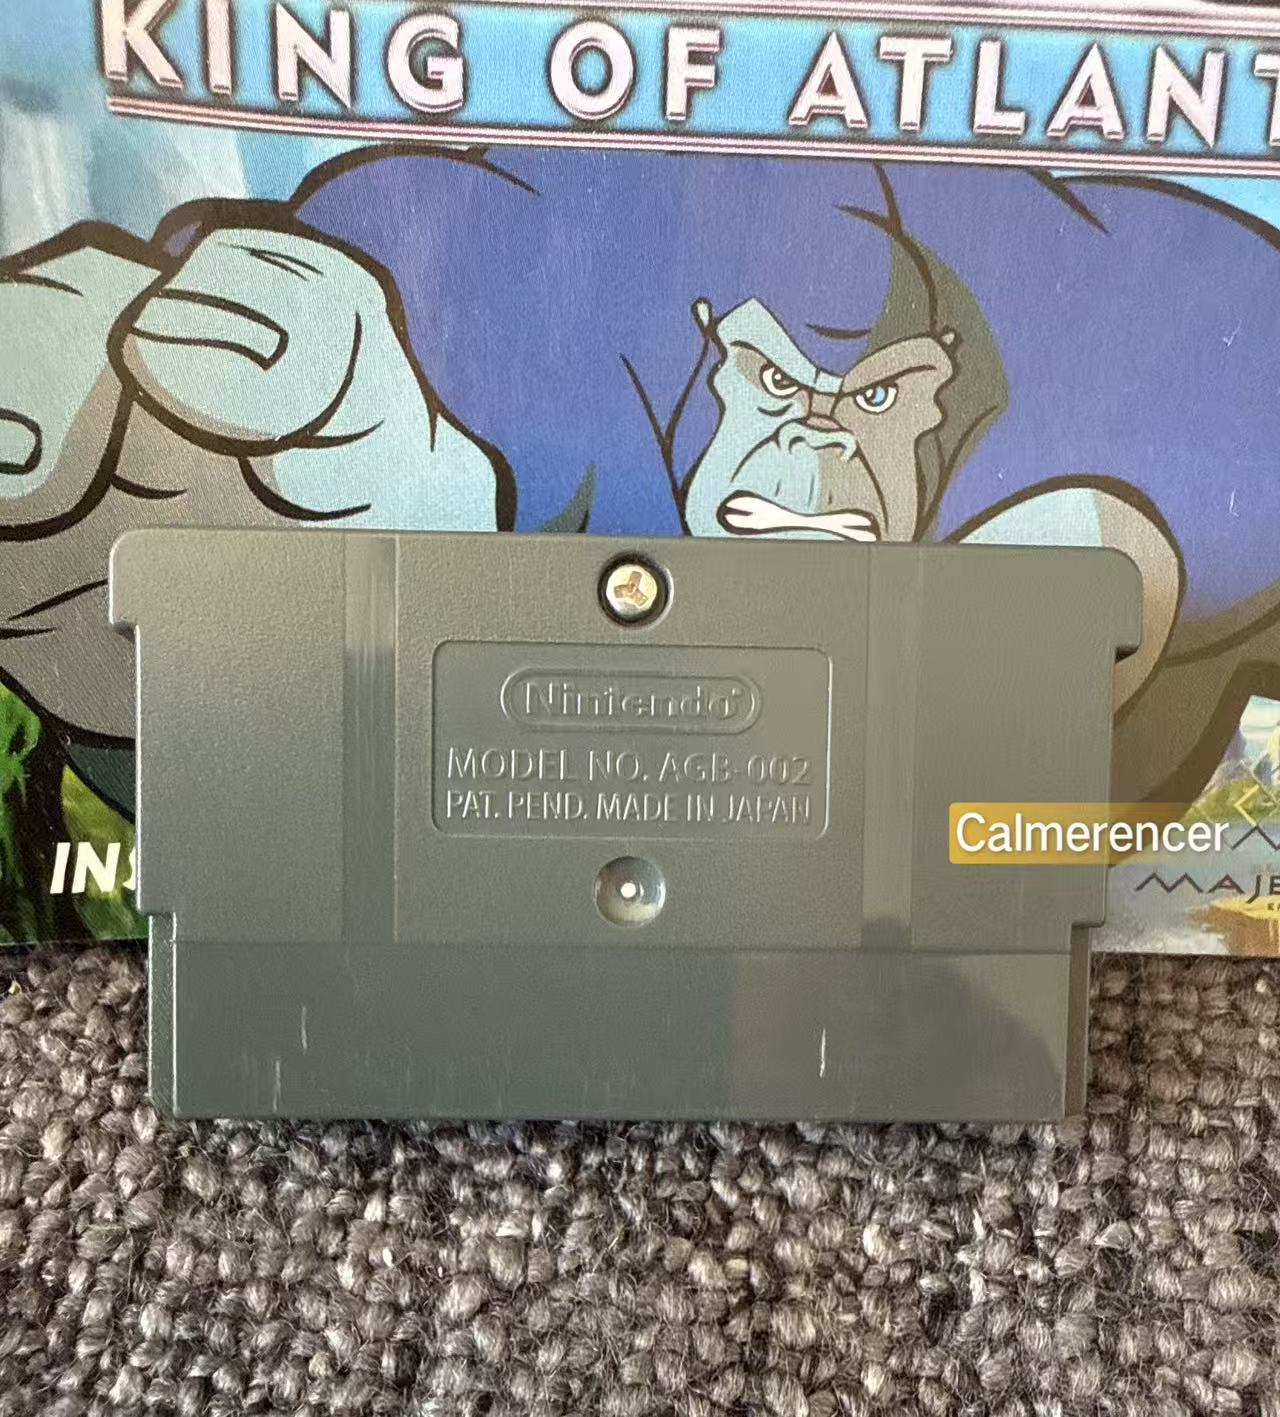 KING OF ATLANT
Nintendo
MODEL NO. AGB-002
PAT. PEND. MADE IN JAPAN
Calmerencer
INS
MAJE